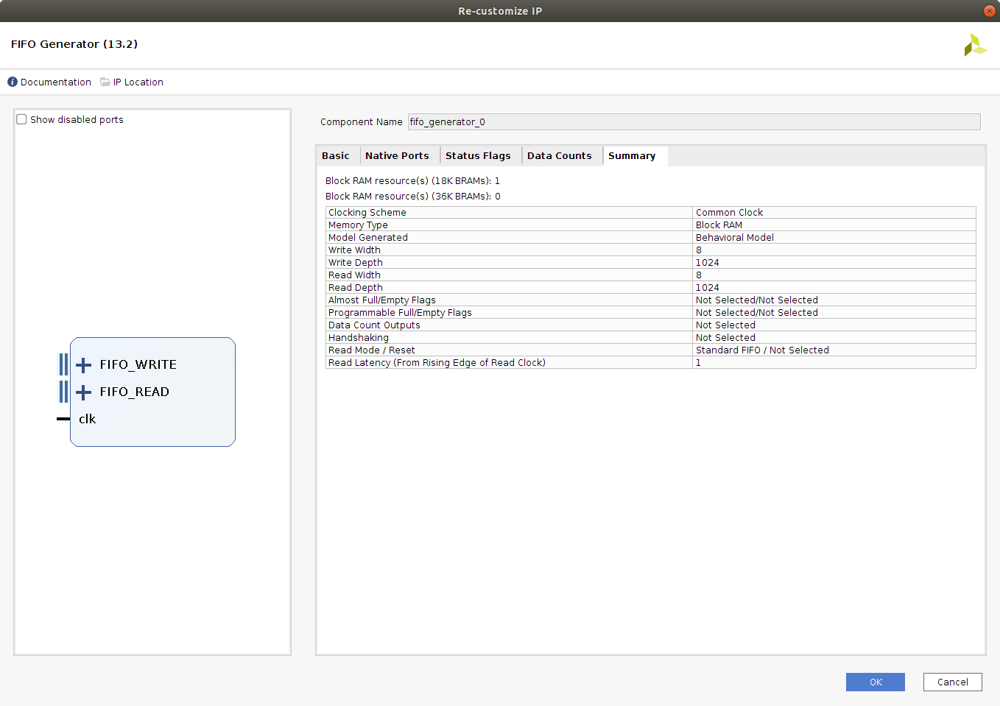 Re-customize IP
FIFO Generator (13.2)
Documentation IP Location
Show disabled ports
FIFO_WRITE
FIFO_READ
clk
Component Name fifo_generator_0
Basic Native Ports Status Flags Data Counts Summary
Block RAM resource(s) (18K BRAMs): 1
Block RAM resource(s) (36K BRAMs): 0
Clocking Scheme Common Clock
Memory Type Block RAM
Model Generated Behavioral Model
Write Width 8
Write Depth 1024
Read Width 8
Read Depth 1024
Almost Full/Empty Flags Not Selected/Not Selected
Programmable Full/Empty Flags Not Selected/Not Selected
Data Count Outputs Not Selected
Handshaking Not Selected
Read Mode / Reset Standard FIFO / Not Selected
Read Latency (From Rising Edge of Read Clock) 1
OK Cancel